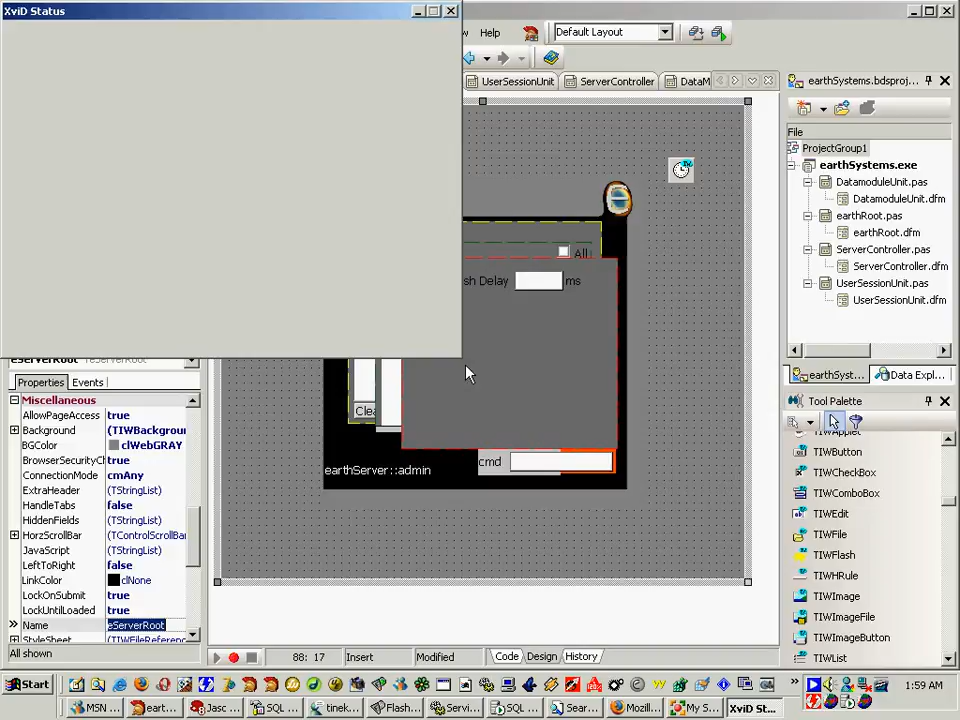 XviD Status
Help
Default Layout
UserSessionUnit
ServerController
DataM
earthSystems.bdsproj...
File
ProjectGroup1
earthSystems.exe
DatamoduleUnit.pas
DatamoduleUnit.dfm
earthRoot.pas
earthRoot.dfm
ServerController.pas
ServerController.dfm
UserSessionUnit.pas
UserSessionUnit.dfm
All
sh Delay
ms
Clea
cmd
earthServer::admin
eServerRoot
Properties
Events
Miscellaneous
AllowPageAccess true
Background (TIWBackgroun
BGColor clWebGRAY
BrowserSecurityC true
ConnectionMode cmAny
ExtraHeader (TStringList)
HandleTabs false
HiddenFields (TStringList)
HorzScrollBar (TControlScrollB
JavaScript (TStringList)
LeftToRight false
LinkColor clNone
LockOnSubmit true
LockUntilLoaded true
Name eServerRoot
StyleSheet (TIWFileReferenc
All shown
88: 17
Insert
Modified
Code
Design
History
earthSyst...
Data Expl...
Tool Palette
TIWApplet
TIWButton
TIWCheckBox
TIWComboBox
TIWEdit
TIWFile
TIWFlash
TIWHRule
TIWImage
TIWImageFile
TIWImageButton
TIWList
Start
1:59 AM
MSN ...
eart...
Jasc ...
SQL ...
tinek...
Flash...
Servi...
SQL ...
Sear...
Mozill...
My S...
XviD St...